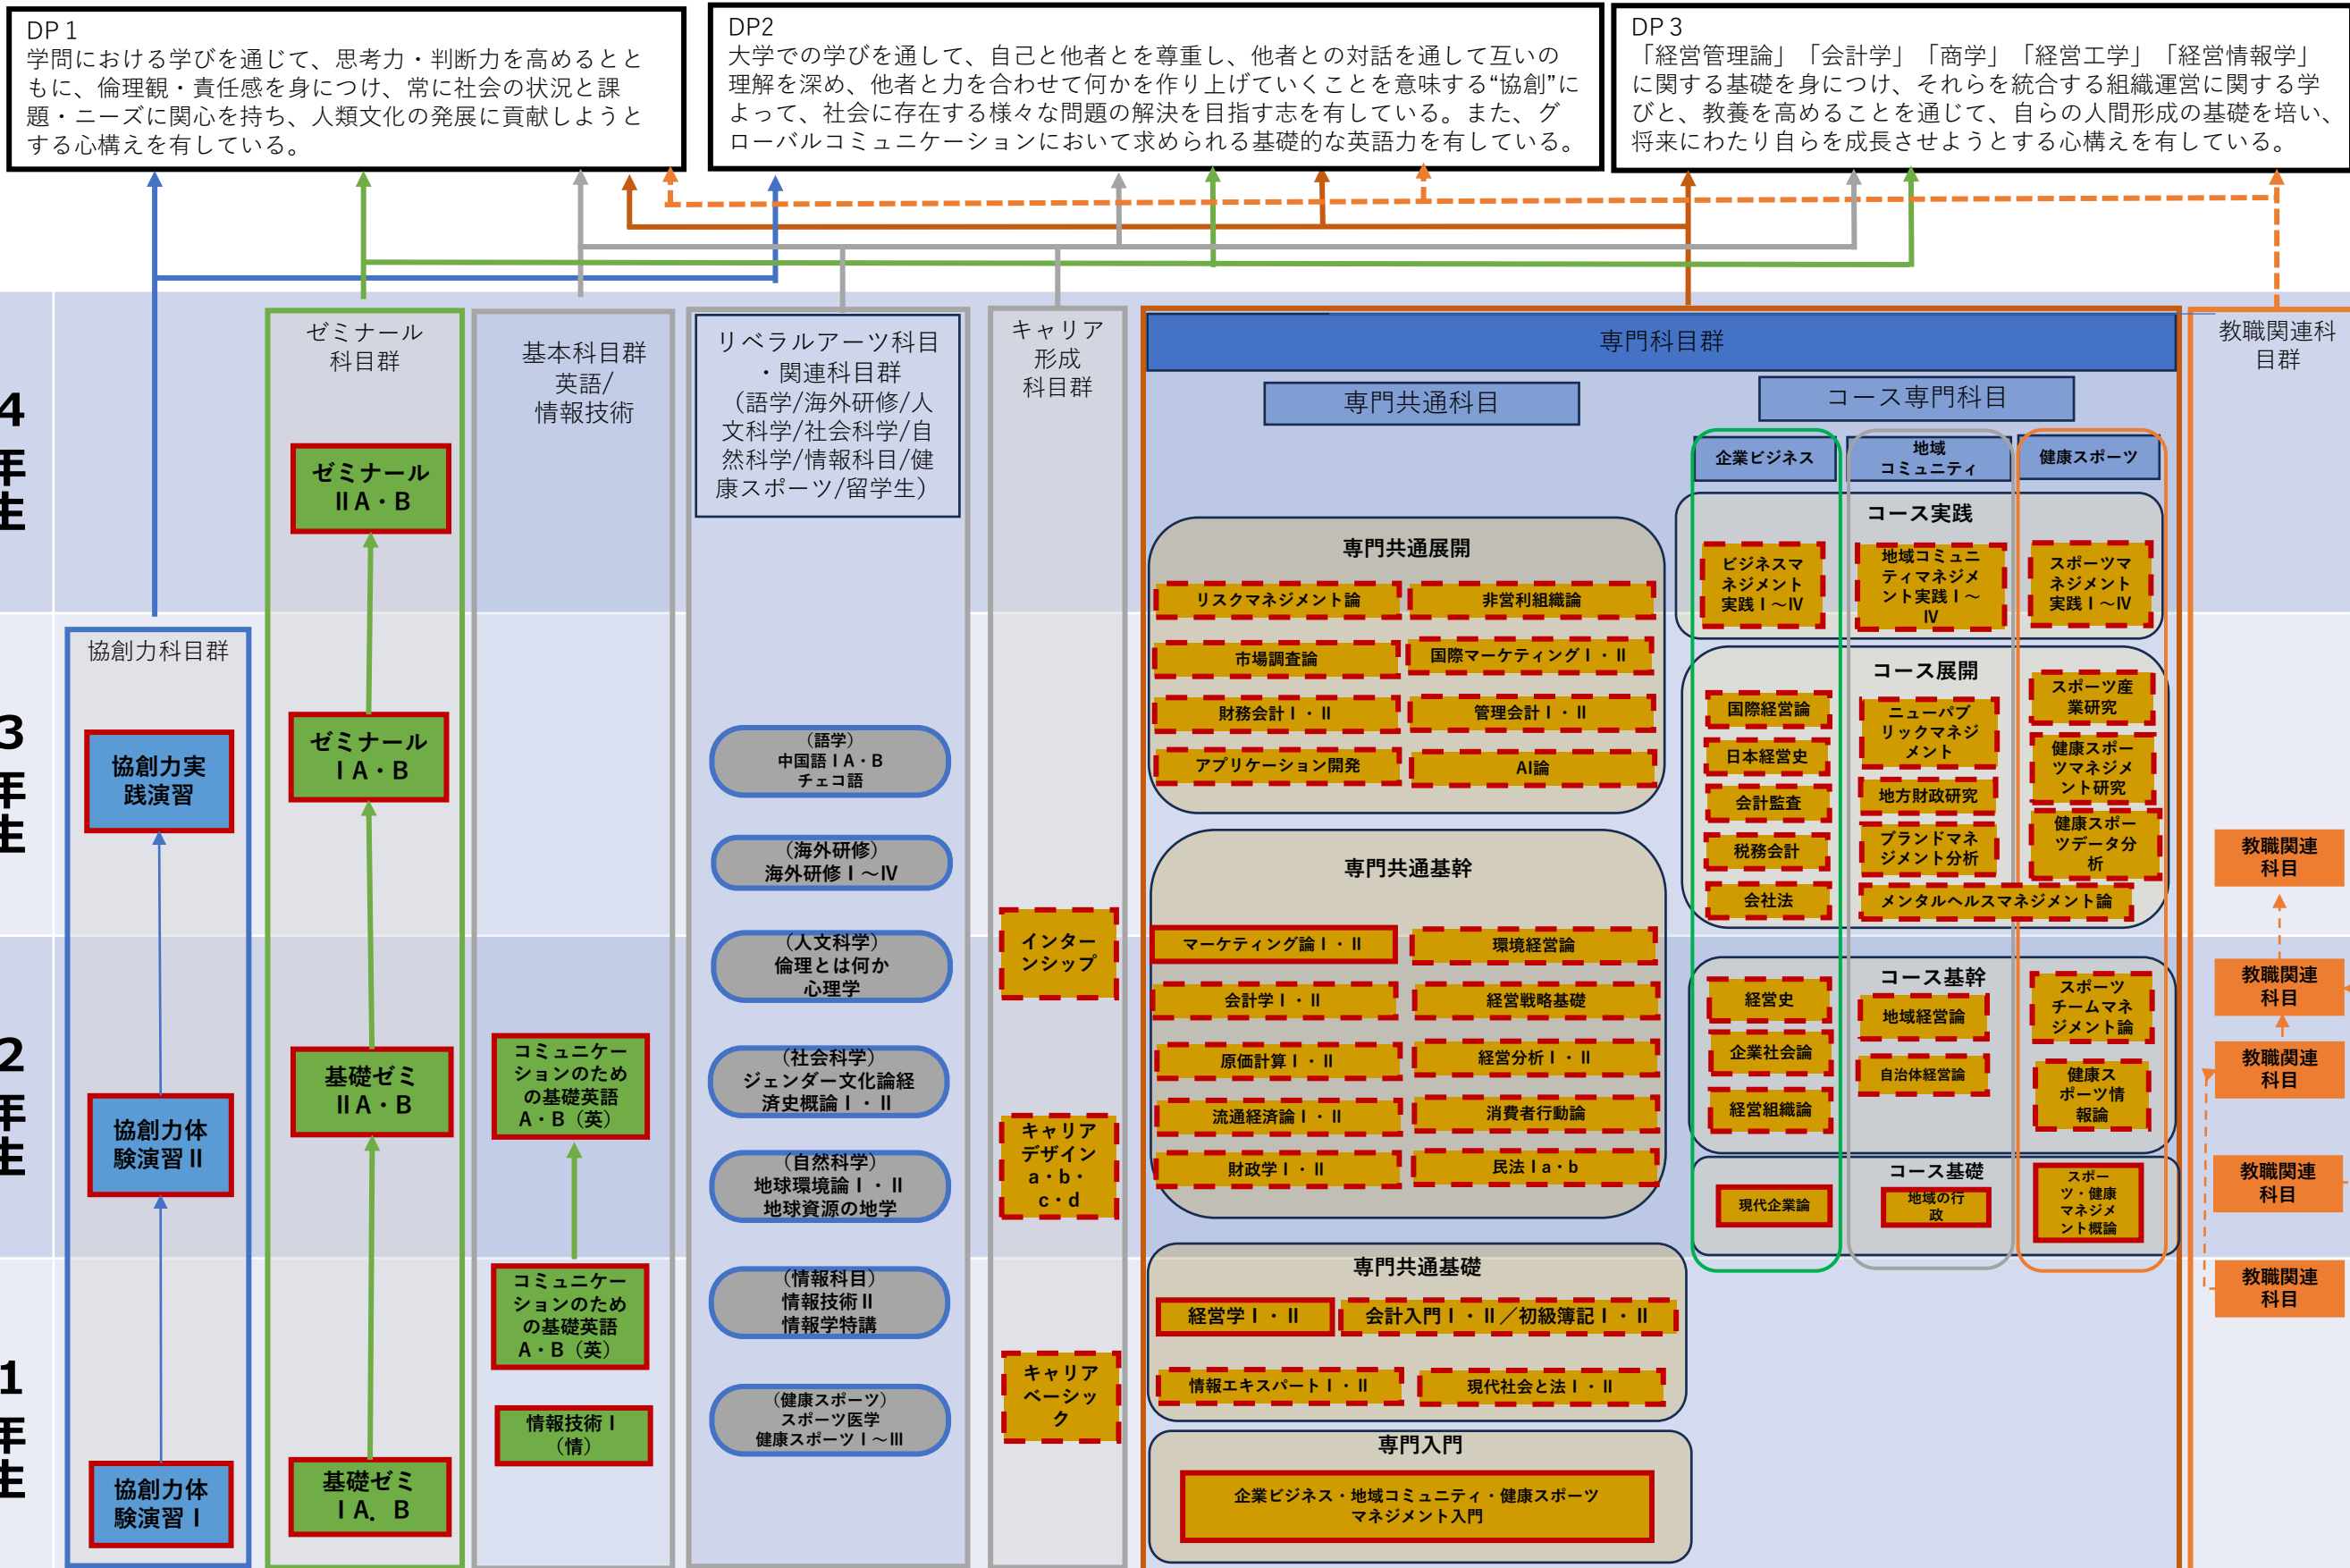 DP 1
学問における学びを通じて、思考力・判断力を高めるとと
もに、倫理観・責任感を身につけ、常に社会の状況と課
題・ニーズに関心を持ち、人類文化の発展に貢献しようと
する心構えを有している。
DP2
大学での学びを通して、自己と他者とを尊重し、他者との対話を通して互いの
理解を深め、他者と力を合わせて何かを作り上げていくことを意味する“協創”に
よって、社会に存在する様々な問題の解決を目指す志を有している。また、グ
ローバルコミュニケーションにおいて求められる基礎的な英語力を有している。
DP 3
「経営管理論」「会計学」「商学」「経営工学」「経営情報学」
に関する基礎を身につけ、それらを統合する組織運営に関する学
びと、教養を高めることを通じて、自らの人間形成の基礎を培い、
将来にわたり自らを成長させようとする心構えを有している。
4
年
生
3
年
生
2
年
生
1
年
生
協創力科目群
協創力実
践演習
協創力体
験演習Ⅱ
協創力体
験演習Ⅰ
ゼミナール
科目群
ゼミナール
ⅡA・B
ゼミナール
ⅠA・B
基礎ゼミ
ⅡA・B
基礎ゼミ
ⅠA．B
基本科目群
英語/
情報技術
コミュニケー
ションのため
の基礎英語
A・B（英）
コミュニケー
ションのため
の基礎英語
A・B（英）
情報技術Ⅰ
（情）
リベラルアーツ科目
・関連科目群
（語学/海外研修/人
文科学/社会科学/自
然科学/情報科目/健
康スポーツ/留学生）
（語学）
中国語ⅠA・B
チェコ語
（海外研修）
海外研修Ⅰ～Ⅳ
（人文科学）
倫理とは何か
心理学
（社会科学）
ジェンダー文化論経
済史概論Ⅰ・Ⅱ
（自然科学）
地球環境論Ⅰ・Ⅱ
地球資源の地学
（情報科目）
情報技術Ⅱ
情報学特講
（健康スポーツ）
スポーツ医学
健康スポーツⅠ～Ⅲ
キャリア
形成
科目群
インター
ンシップ
キャリア
デザイン
a・b・
c・d
キャリア
ベーシッ
ク
専門科目群
専門共通科目
専門共通展開
リスクマネジメント論
非営利組織論
市場調査論
国際マーケティングⅠ・Ⅱ
財務会計Ⅰ・Ⅱ
管理会計Ⅰ・Ⅱ
アプリケーション開発
AI論
専門共通基幹
マーケティング論Ⅰ・Ⅱ
環境経営論
会計学Ⅰ・Ⅱ
経営戦略基礎
原価計算Ⅰ・Ⅱ
経営分析Ⅰ・Ⅱ
流通経済論Ⅰ・Ⅱ
消費者行動論
財政学Ⅰ・Ⅱ
民法Ⅰa・b
専門共通基礎
経営学Ⅰ・Ⅱ
会計入門Ⅰ・Ⅱ／初級簿記Ⅰ・Ⅱ
情報エキスパートⅠ・Ⅱ
現代社会と法Ⅰ・Ⅱ
専門入門
企業ビジネス・地域コミュニティ・健康スポーツ
マネジメント入門
コース専門科目
企業ビジネス
地域
コミュニティ
健康スポーツ
コース実践
ビジネスマ
ネジメント
実践Ⅰ～Ⅳ
地域コミュニ
ティマネジメ
ント実践Ⅰ～
Ⅳ
スポーツマ
ネジメント
実践Ⅰ～Ⅳ
コース展開
国際経営論
日本経営史
会計監査
税務会計
会社法
ニューパブ
リックマネジ
メント
地方財政研究
ブランドマネ
ジメント分析
スポーツ産
業研究
健康スポー
ツマネジメ
ント研究
健康スポー
ツデータ分
析
メンタルヘルスマネジメント論
コース基幹
経営史
企業社会論
経営組織論
地域経営論
自治体経営論
スポーツ
チームマネ
ジメント論
健康ス
ポーツ情
報論
コース基礎
現代企業論
地域の行
政
スポー
ツ・健康
マネジメ
ント概論
教職関連科
目群
教職関連
科目
教職関連
科目
教職関連
科目
教職関連
科目
教職関連
科目